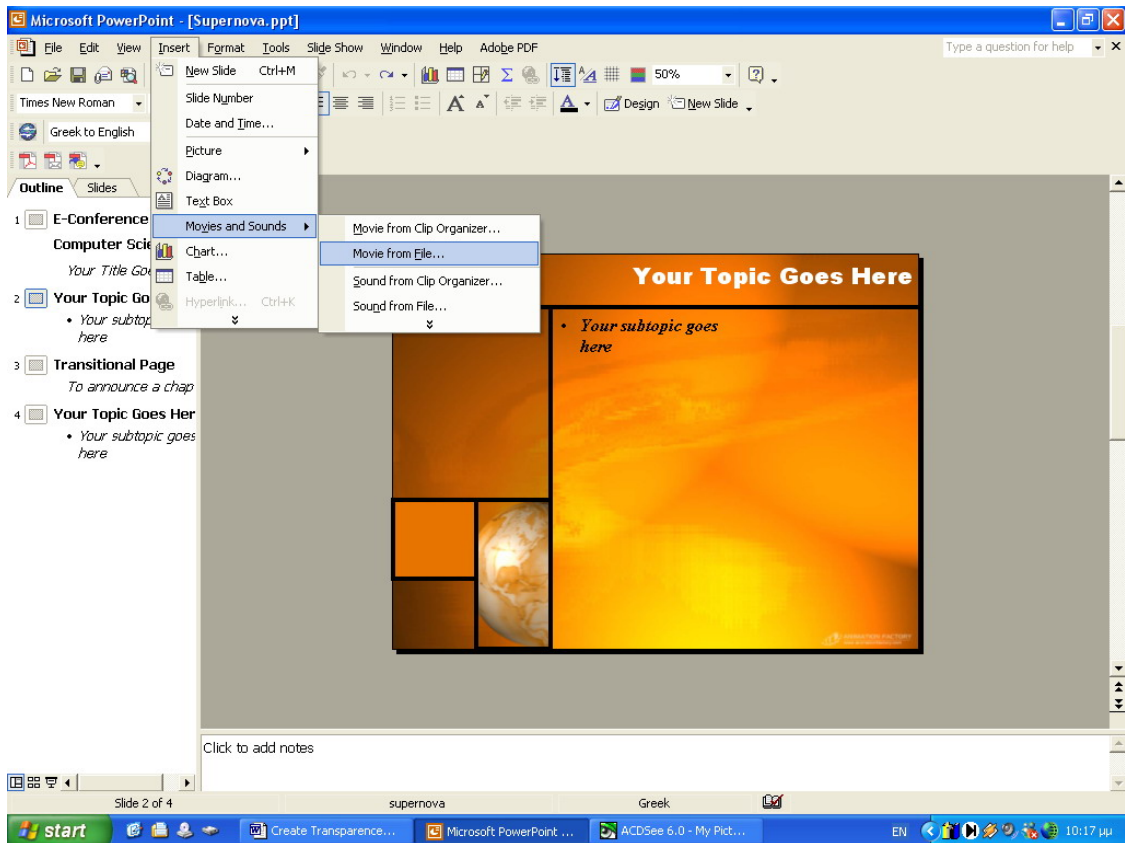 Microsoft PowerPoint - [Supernova.ppt]
File Edit View Insert Format Tools Slide Show Window Help Adobe PDF
Type a question for help
50%
Times New Roman
Design New Slide
Greek to English
New Slide Ctrl+M
Slide Number
Date and Time...
Picture
Diagram...
Text Box
Movies and Sounds
Chart...
Table...
Hyperlink... Ctrl+K
Movie from Clip Organizer...
Movie from File...
Sound from Clip Organizer...
Sound from File...
Outline Slides
1 E-Conference
Computer Scie
Your Title Goe
2 Your Topic Go
• Your subtop
here
3 Transitional Page
To announce a chap
4 Your Topic Goes Her
• Your subtopic goes
here
Your Topic Goes Here
• Your subtopic goes
here
ANIMATION FACTORY
Click to add notes
Slide 2 of 4
supernova
Greek
start
Create Transparence...
Microsoft PowerPoint ...
ACDSee 6.0 - My Pict...
EN
10:17 μμ